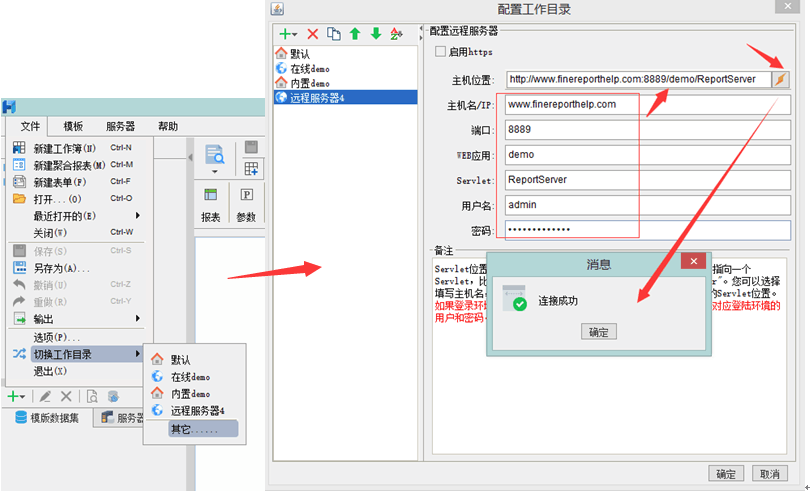 文件 模板 服务器 帮助
新建工作簿(N) Ctrl-N
新建聚合报表(M) Ctrl-M
新建表单(F) Ctrl-F
打开...(O) Ctrl-O
最近打开的(E)
关闭(W) Ctrl-W
保存(S) Ctrl-S
另存为(A)...
撤销(U) Ctrl-Z
重做(R) Ctrl-Y
输出
选项(P)...
切换工作目录
退出(X)
报表 参数
模版数据集
服务器
默认
在线demo
内置demo
远程服务器4
其它......
配置工作目录
默认
在线demo
内置demo
远程服务器4
配置远程服务器
启用https
主机位置: http://www.finereporthelp.com:8889/demo/ReportServer
主机名/IP: www.finereporthelp.com
端口: 8889
WEB应用: demo
Servlet: ReportServer
用户名: admin
密码: •••••••••••••
备注
Servlet位 指向一个
Servlet, 比 r"。您可以选择
填写主机名 的Servlet位置。
如果登录环境 对应登陆环境的
用户和密码
消息
连接成功
确定
确定 取消